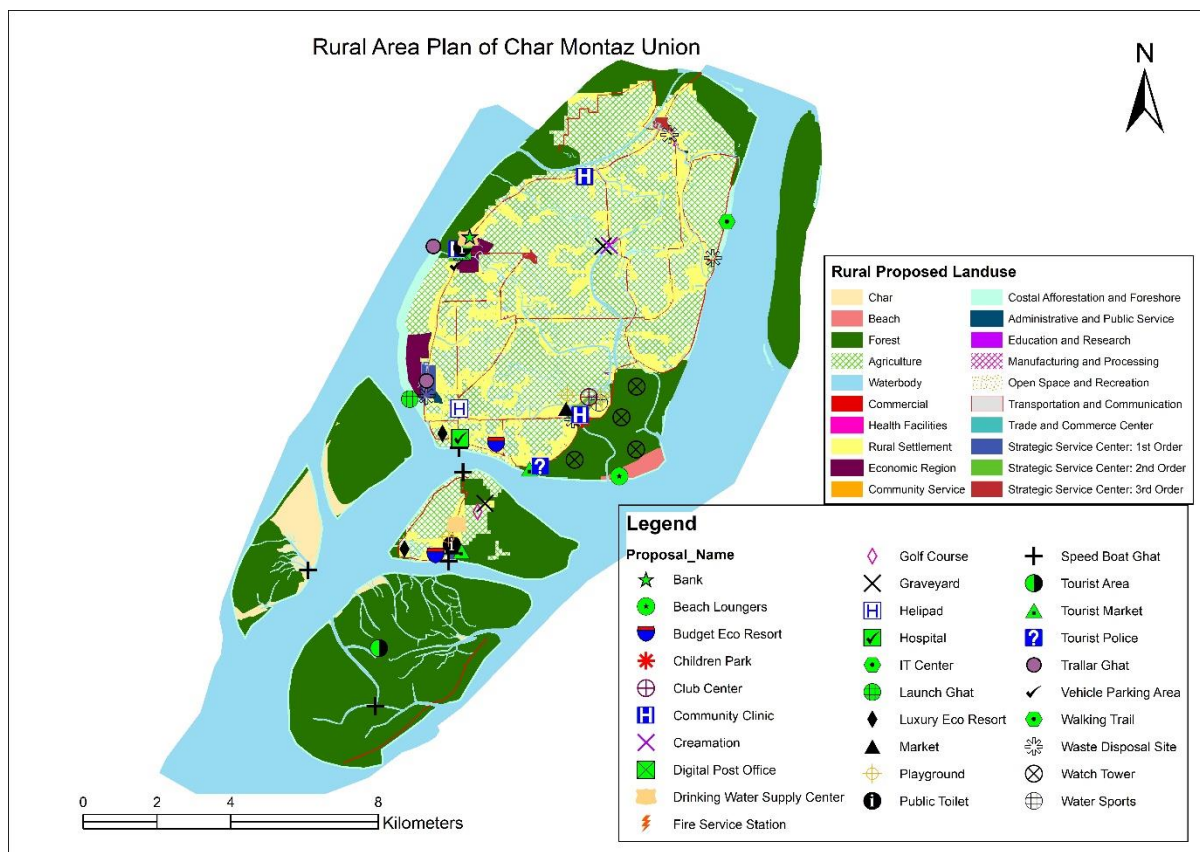 Rural Area Plan of Char Montaz Union
N
Rural Proposed Landuse
Char
Beach
Forest
Agriculture
Waterbody
Commercial
Health Facilities
Rural Settlement
Economic Region
Community Service
Costal Afforestation and Foreshore
Administrative and Public Service
Education and Research
Manufacturing and Processing
Open Space and Recreation
Transportation and Communication
Trade and Commerce Center
Strategic Service Center: 1st Order
Strategic Service Center: 2nd Order
Strategic Service Center: 3rd Order
Legend
Proposal_Name
Bank
Beach Loungers
Budget Eco Resort
Children Park
Club Center
Community Clinic
Creamation
Digital Post Office
Drinking Water Supply Center
Fire Service Station
Golf Course
Graveyard
Helipad
Hospital
IT Center
Launch Ghat
Luxury Eco Resort
Market
Playground
Public Toilet
Speed Boat Ghat
Tourist Area
Tourist Market
Tourist Police
Trallar Ghat
Vehicle Parking Area
Walking Trail
Waste Disposal Site
Watch Tower
Water Sports
0 2 4 8
Kilometers